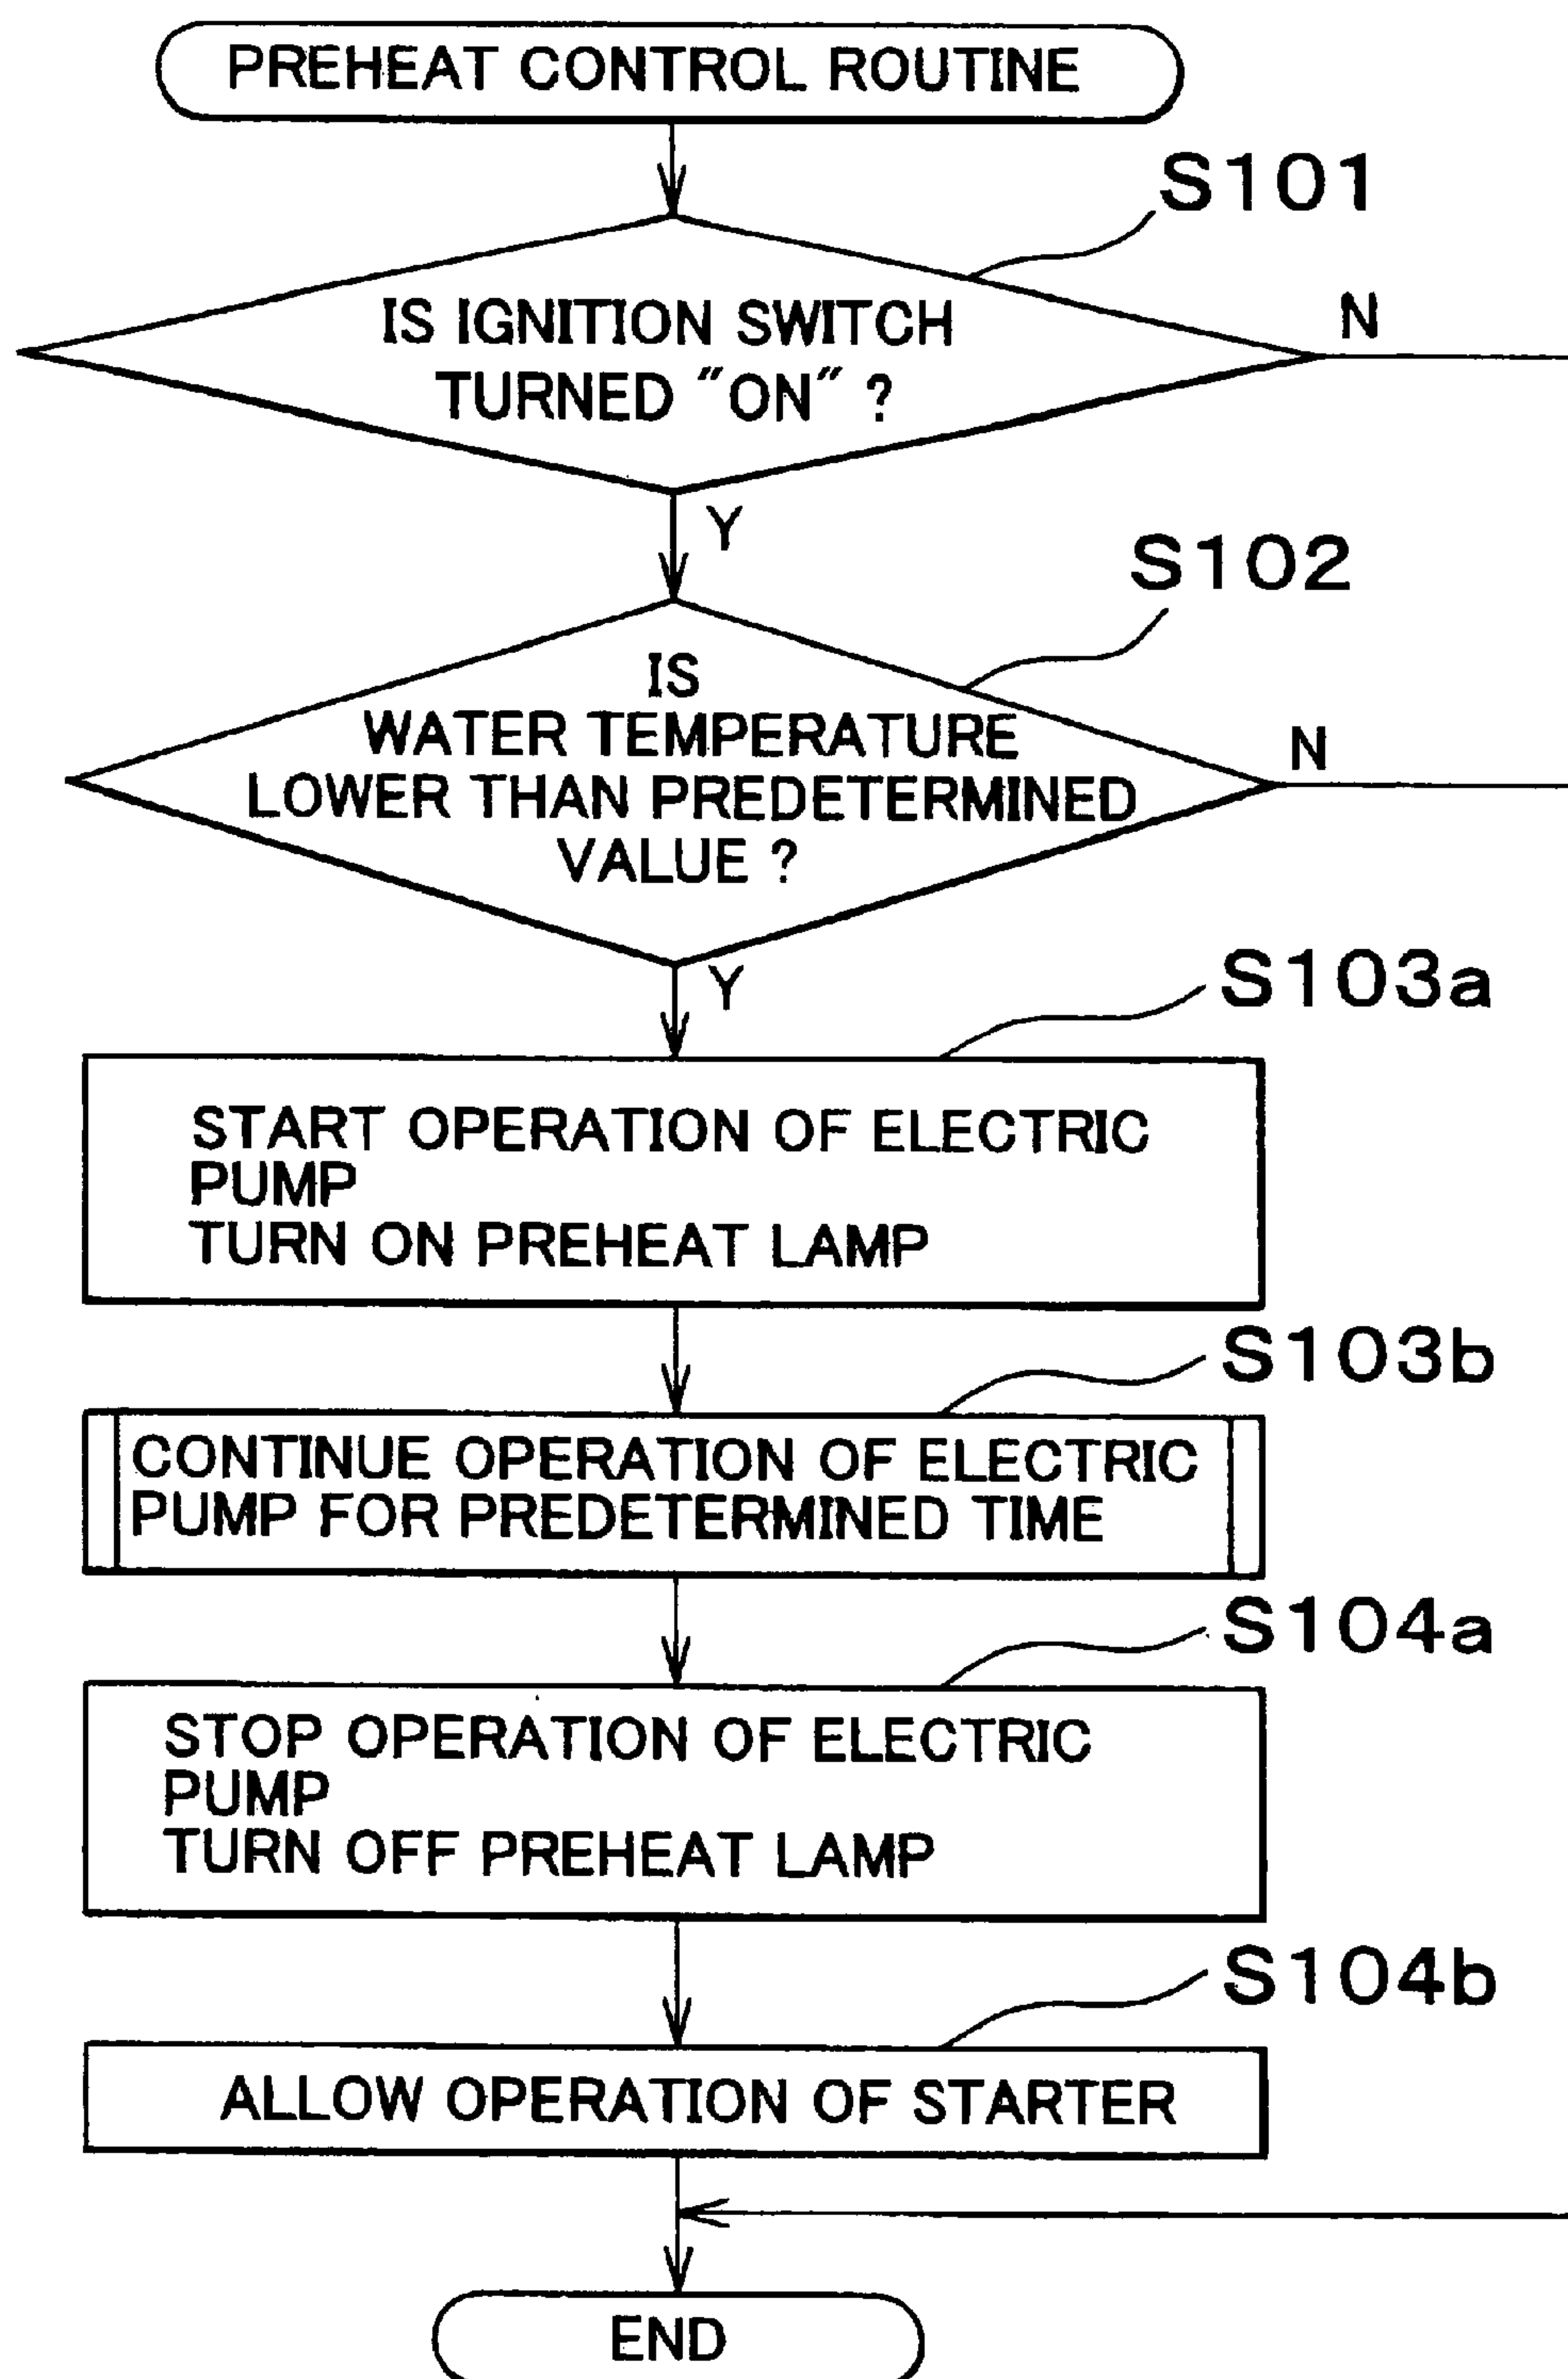 PREHEAT CONTROL ROUTINE
S101
IS IGNITION SWITCH
TURNED "ON" ?
N
Y
S102
IS
WATER TEMPERATURE
LOWER THAN PREDETERMINED
VALUE ?
N
Y
S103a
START OPERATION OF ELECTRIC
PUMP
TURN ON PREHEAT LAMP
S103b
CONTINUE OPERATION OF ELECTRIC
PUMP FOR PREDETERMINED TIME
S104a
STOP OPERATION OF ELECTRIC
PUMP
TURN OFF PREHEAT LAMP
S104b
ALLOW OPERATION OF STARTER
END